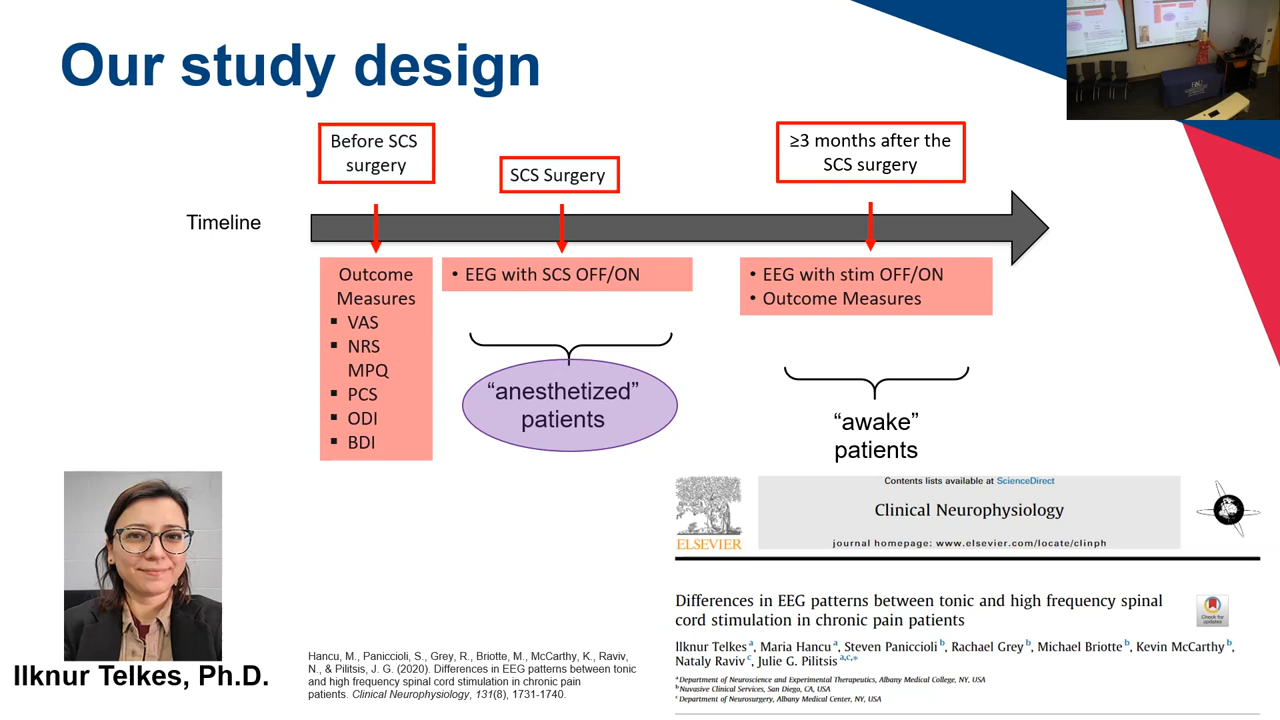 Our study design
Before SCS
surgery
SCS Surgery
≥3 months after the
SCS surgery
Timeline
Outcome
Measures
▪ VAS
▪ NRS
MPQ
▪ PCS
▪ ODI
▪ BDI
• EEG with SCS OFF/ON
“anesthetized”
patients
• EEG with stim OFF/ON
• Outcome Measures
“awake”
patients
Ilknur Telkes, Ph.D.
Hancu, M., Paniccioli, S., Grey, R., Briotte, M., McCarthy, K., Raviv,
N., & Pilitsis, J. G. (2020). Differences in EEG patterns between tonic
and high frequency spinal cord stimulation in chronic pain
patients. Clinical Neurophysiology, 131(8), 1731-1740.
ELSEVIER
Contents lists available at ScienceDirect
Clinical Neurophysiology
journal homepage: www.elsevier.com/locate/clinph
Differences in EEG patterns between tonic and high frequency spinal
cord stimulation in chronic pain patients
Check for
updates
Ilknur Telkes a, Maria Hancu a, Steven Paniccioli b, Rachael Grey b, Michael Briotte b, Kevin McCarthy b,
Nataly Raviv c, Julie G. Pilitsis a,c,*
a Department of Neuroscience and Experimental Therapeutics, Albany Medical College, NY, USA
b Nuvasive Clinical Services, San Diego, CA, USA
c Department of Neurosurgery, Albany Medical Center, NY, USA